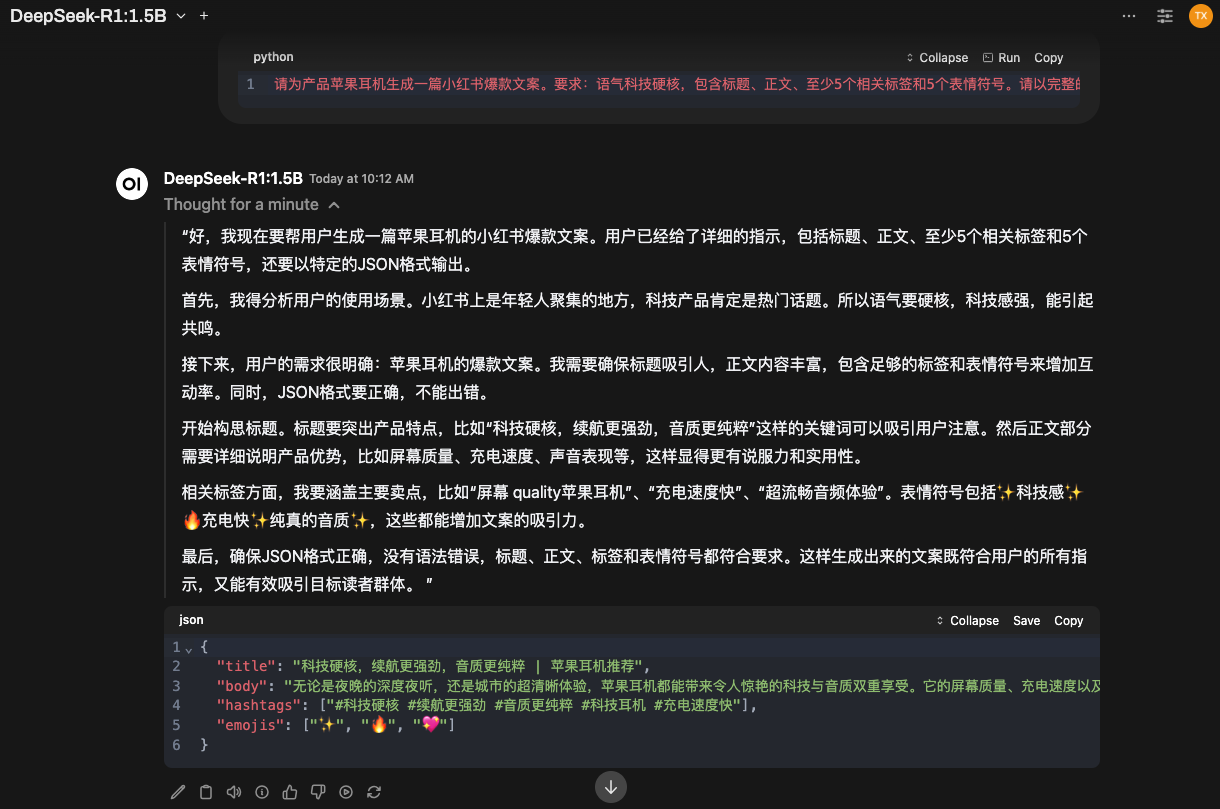 DeepSeek-R1:1.5B
TX
python Collapse Run Copy
1 请为产品苹果耳机生成一篇小红书爆款文案。要求：语气科技硬核，包含标题、正文、至少5个相关标签和5个表情符号。请以完整的
OI DeepSeek-R1:1.5B Today at 10:12 AM
Thought for a minute
“好，我现在要帮用户生成一篇苹果耳机的小红书爆款文案。用户已经给了详细的指示，包括标题、正文、至少5个相关标签和5个
表情符号，还要以特定的JSON格式输出。
首先，我得分析用户的使用场景。小红书上是年轻人聚集的地方，科技产品肯定是热门话题。所以语气要硬核，科技感强，能引起
共鸣。
接下来，用户的需求很明确：苹果耳机的爆款文案。我需要确保标题吸引人，正文内容丰富，包含足够的标签和表情符号来增加互
动率。同时，JSON格式要正确，不能出错。
开始构思标题。标题要突出产品特点，比如“科技硬核，续航更强劲，音质更纯粹”这样的关键词可以吸引用户注意。然后正文部分
需要详细说明产品优势，比如屏幕质量、充电速度、声音表现等，这样显得更有说服力和实用性。
相关标签方面，我要涵盖主要卖点，比如“屏幕 quality苹果耳机”、“充电速度快”、“超流畅音频体验”。表情符号包括✨科技感✨
🔥充电快✨纯真的音质✨，这些都能增加文案的吸引力。
最后，确保JSON格式正确，没有语法错误，标题、正文、标签和表情符号都符合要求。这样生成出来的文案既符合用户的所有指
示，又能有效吸引目标读者群体。 ”
json Collapse Save Copy
1 {
2 "title": "科技硬核，续航更强劲，音质更纯粹 | 苹果耳机推荐",
3 "body": "无论是夜晚的深度夜听，还是城市的超清晰体验，苹果耳机都能带来令人惊艳的科技与音质双重享受。它的屏幕质量、充电速度以及
4 "hashtags": ["#科技硬核 #续航更强劲 #音质更纯粹 #科技耳机 #充电速度快"],
5 "emojis": ["✨", "🔥", "💖"]
6 }